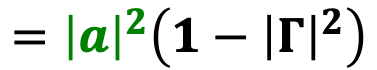 = |a|²(1 − |Γ|²)